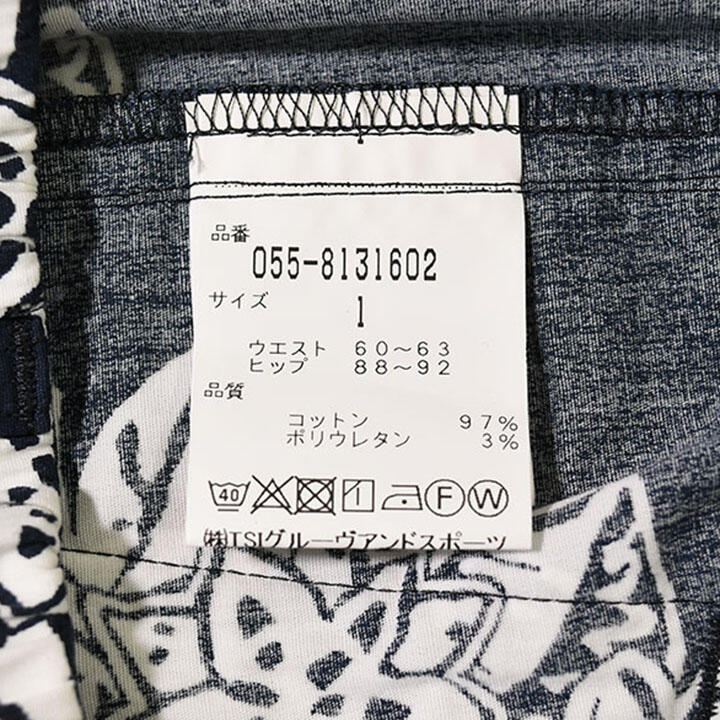 品番
055-8131602
サイズ
1
ウエスト 60～63
ヒップ 88～92
品質
コットン 97%
ポリウレタン 3%
40 F W
㈱TSIグルーヴアンドスポーツ